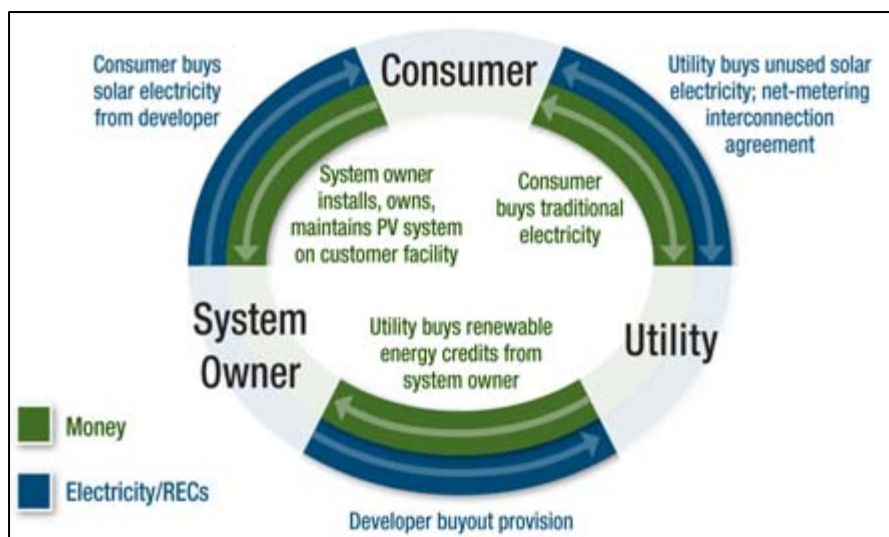 Consumer buys
solar electricity
from developer
Consumer
Utility buys unused solar
electricity; net-metering
interconnection
agreement
System owner
installs, owns,
maintains PV system
on customer facility
Consumer
buys traditional
electricity
System
Owner
Utility buys renewable
energy credits from
system owner
Utility
Money
Electricity/RECs
Developer buyout provision